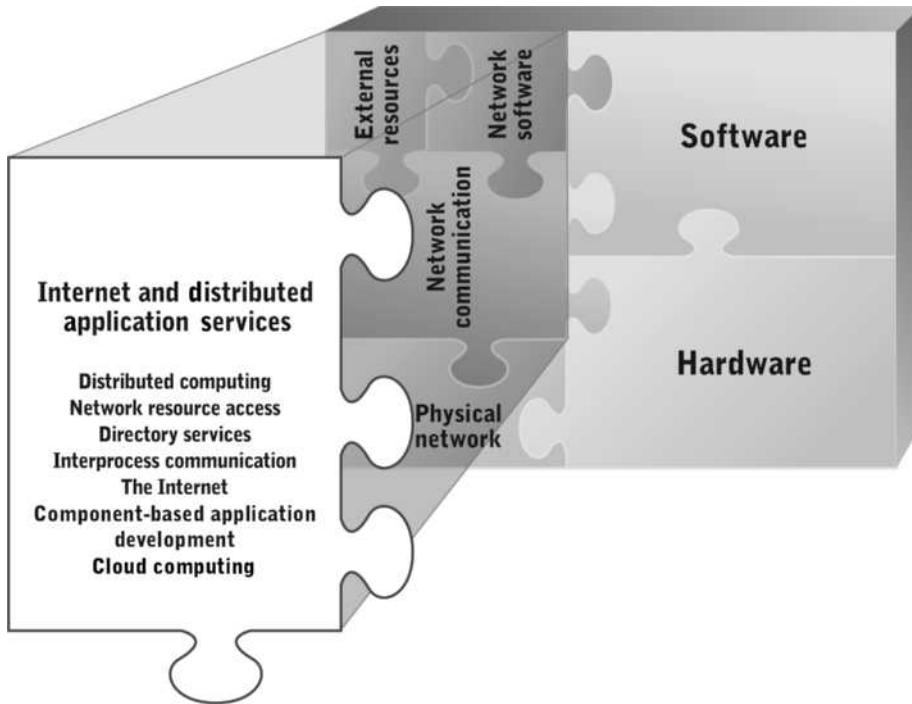 External
resources
Network
software
Software
Network
communication
Internet and distributed
application services
Hardware
Distributed computing
Network resource access
Directory services
Interprocess communication
The Internet
Component-based application
development
Cloud computing
Physical
network